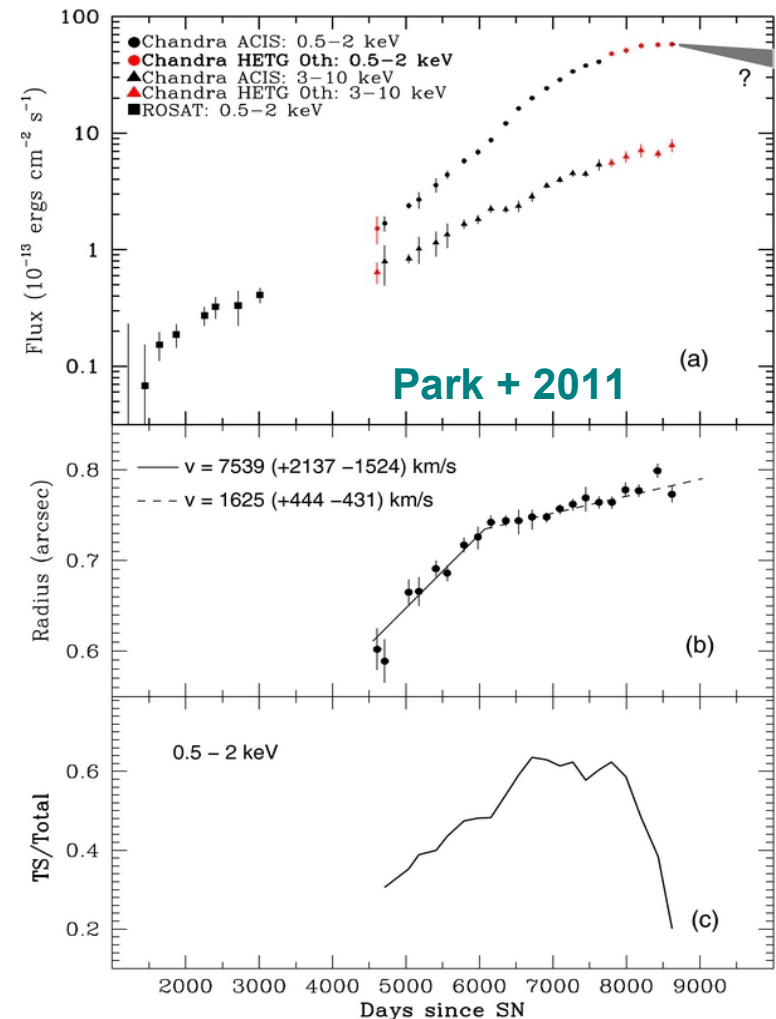 100
10
1
0.1
Flux (10⁻¹³ ergs cm⁻² s⁻¹)
Chandra ACIS: 0.5−2 keV
Chandra HETG 0th: 0.5−2 keV
Chandra ACIS: 3−10 keV
Chandra HETG 0th: 3−10 keV
ROSAT: 0.5−2 keV
?
(a)
Park + 2011
0.8
0.7
0.6
Radius (arcsec)
v = 7539 (+2137 −1524) km/s
v = 1625 (+444 −431) km/s
(b)
0.6
0.4
0.2
TS/Total
0.5 − 2 keV
(c)
2000 3000 4000 5000 6000 7000 8000 9000
Days since SN